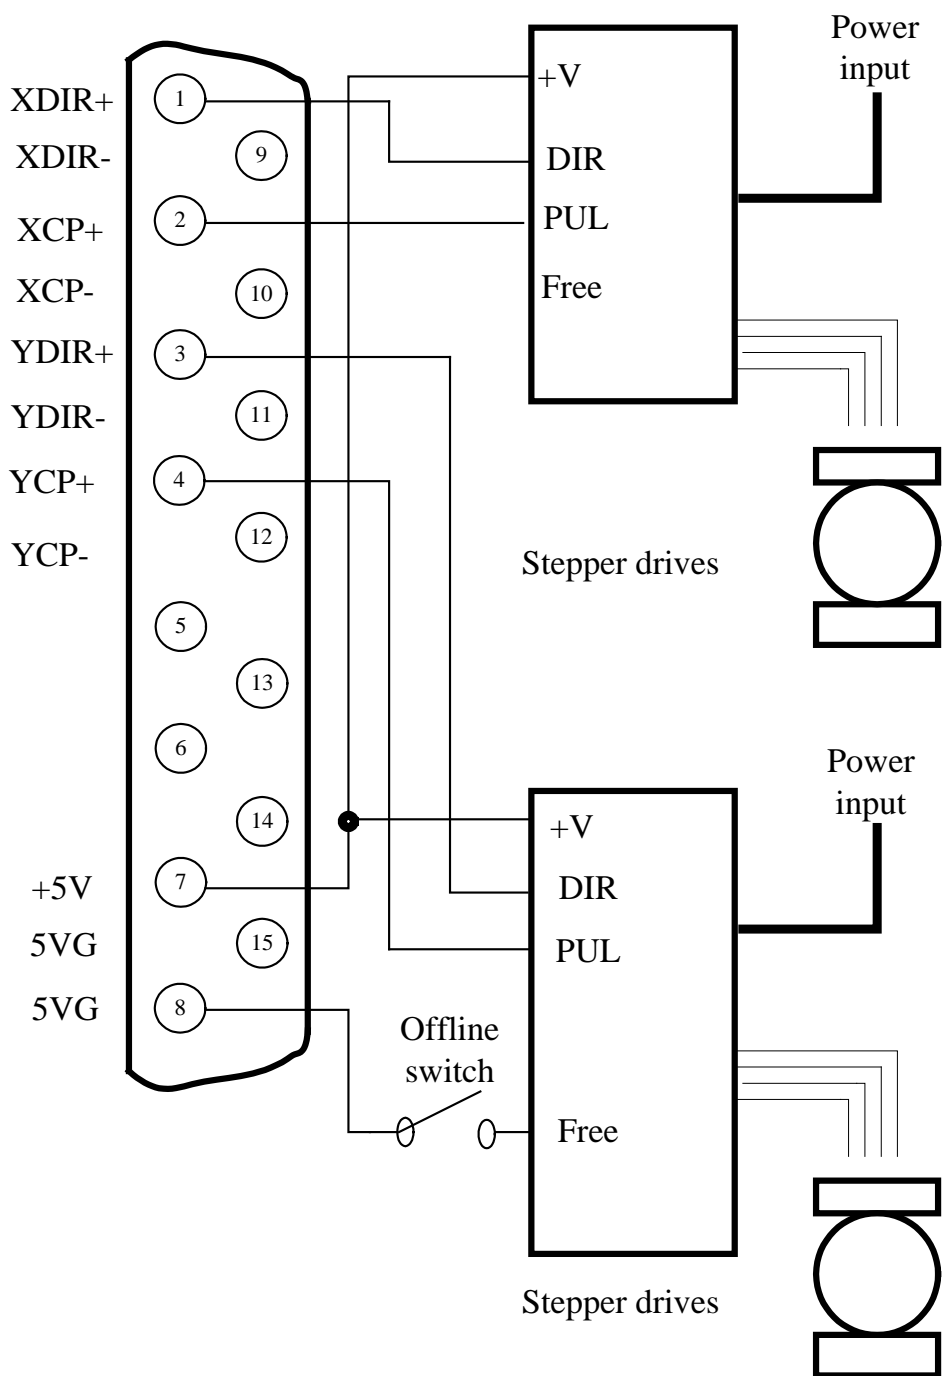 XDIR+
XDIR-
XCP+
XCP-
YDIR+
YDIR-
YCP+
YCP-
+5V
5VG
5VG
1
9
2
10
3
11
4
12
5
13
6
14
7
15
8
+V
DIR
PUL
Free
Power
input
Stepper drives
+V
DIR
PUL
Free
Power
input
Offline
switch
Stepper drives